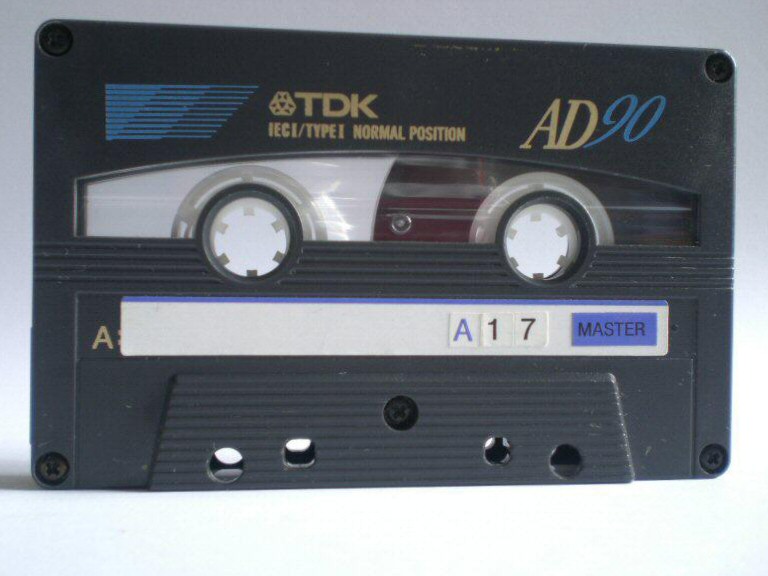 TDK
IEC I/TYPE I NORMAL POSITION
AD90
A:
A 1 7
MASTER